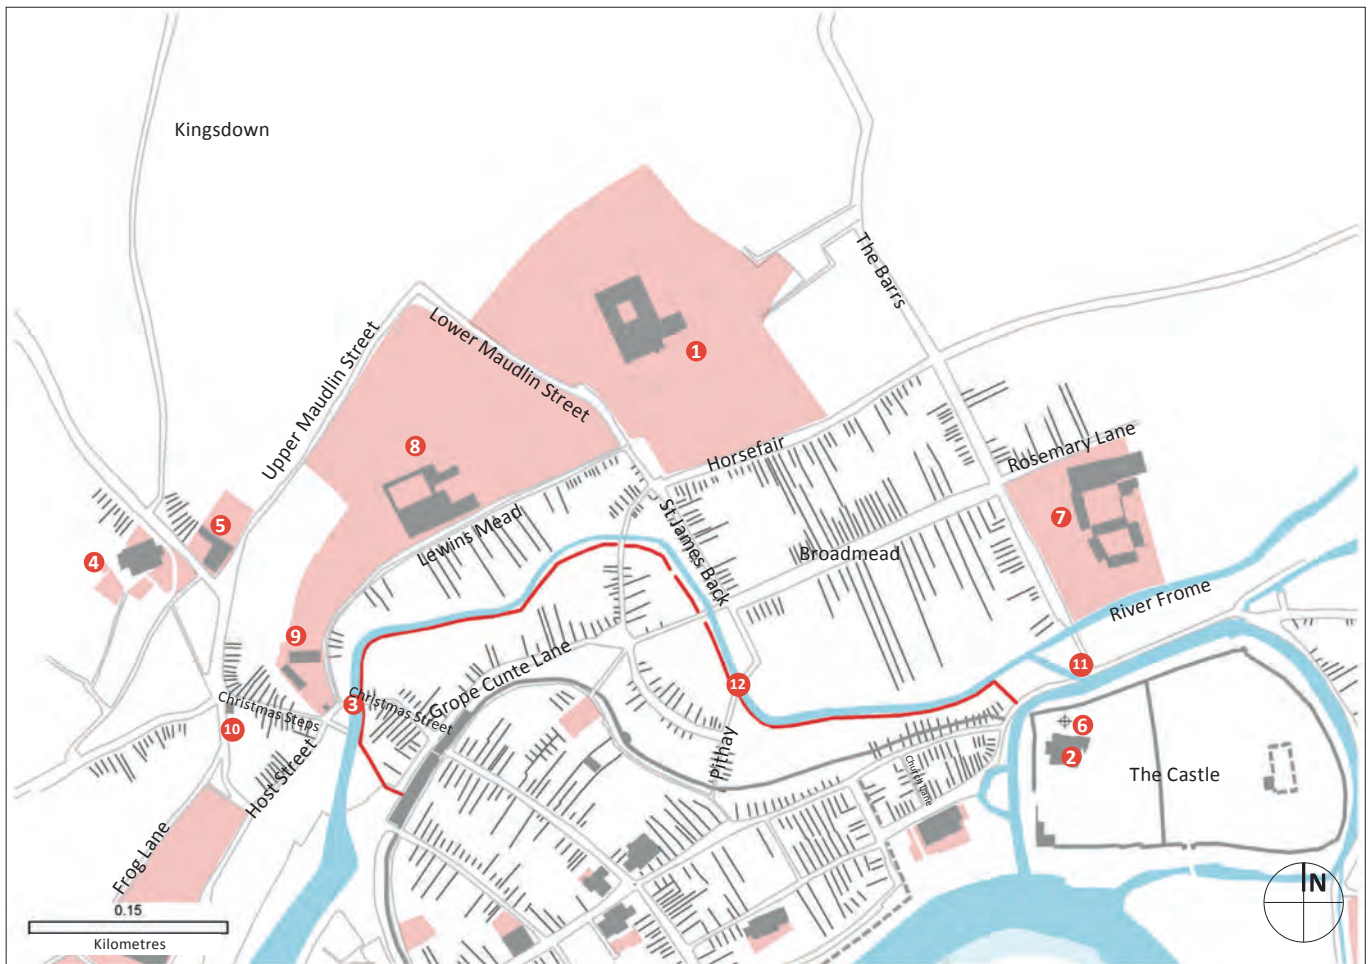 Kingsdown
The Barrs
Upper Maudlin Street
Lower Maudlin Street
1
8
Horsefair
Rosemary Lane
5
4
7
Lewins Mead
St James Back
Broadmead
River Frome
9
11
12
Grope Cunte Lane
Christmas Street
Christmas Steps
3
10
6
2
Pithay
Host Street
Church Lane
The Castle
Frog Lane
N
0.15
Kilometres